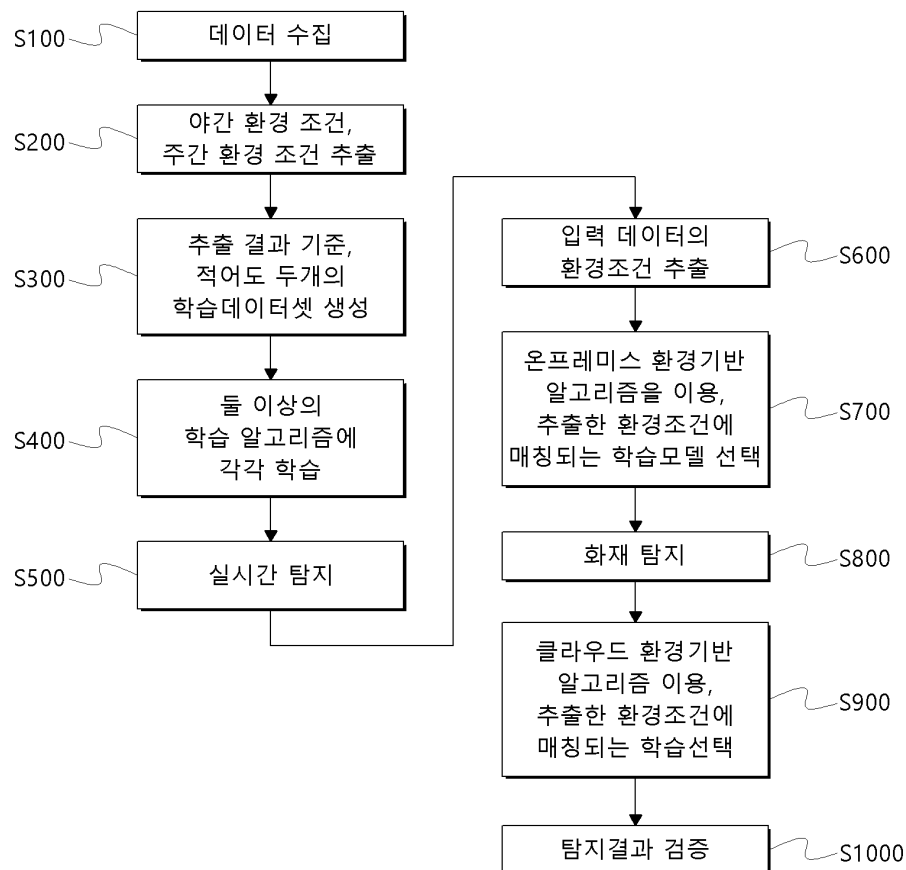 S100
데이터 수집
S200
야간 환경 조건,
주간 환경 조건 추출
S300
추출 결과 기준,
적어도 두개의
학습데이터셋 생성
S400
둘 이상의
학습 알고리즘에
각각 학습
S500
실시간 탐지
입력 데이터의
환경조건 추출
S600
온프레미스 환경기반
알고리즘을 이용,
추출한 환경조건에
매칭되는 학습모델 선택
S700
화재 탐지
S800
클라우드 환경기반
알고리즘 이용,
추출한 환경조건에
매칭되는 학습선택
S900
탐지결과 검증
S1000